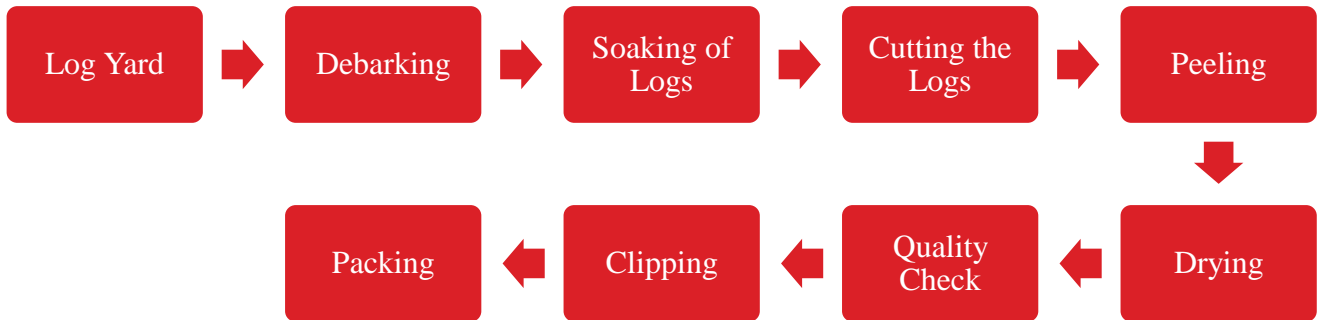 Log Yard
Debarking
Soaking of
Logs
Cutting the
Logs
Peeling
Drying
Quality
Check
Clipping
Packing